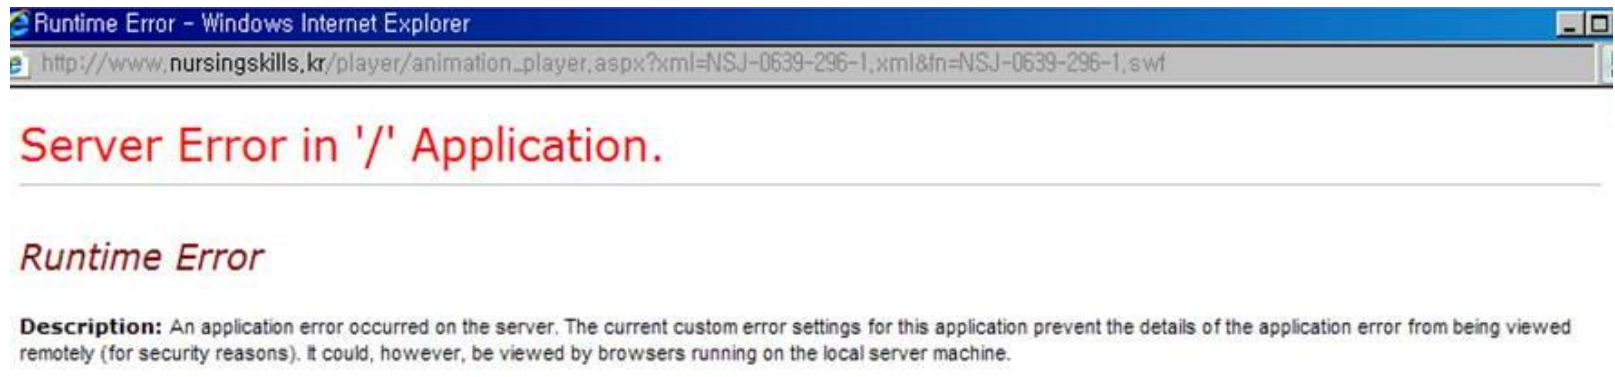 Runtime Error - Windows Internet Explorer
http://www.nursingskills.kr/player/animation_player.aspx?xml=NSJ-0639-296-1.xml&fn=NSJ-0639-296-1.swf
Server Error in '/' Application.
Runtime Error
Description: An application error occurred on the server. The current custom error settings for this application prevent the details of the application error from being viewed
remotely (for security reasons). It could, however, be viewed by browsers running on the local server machine.